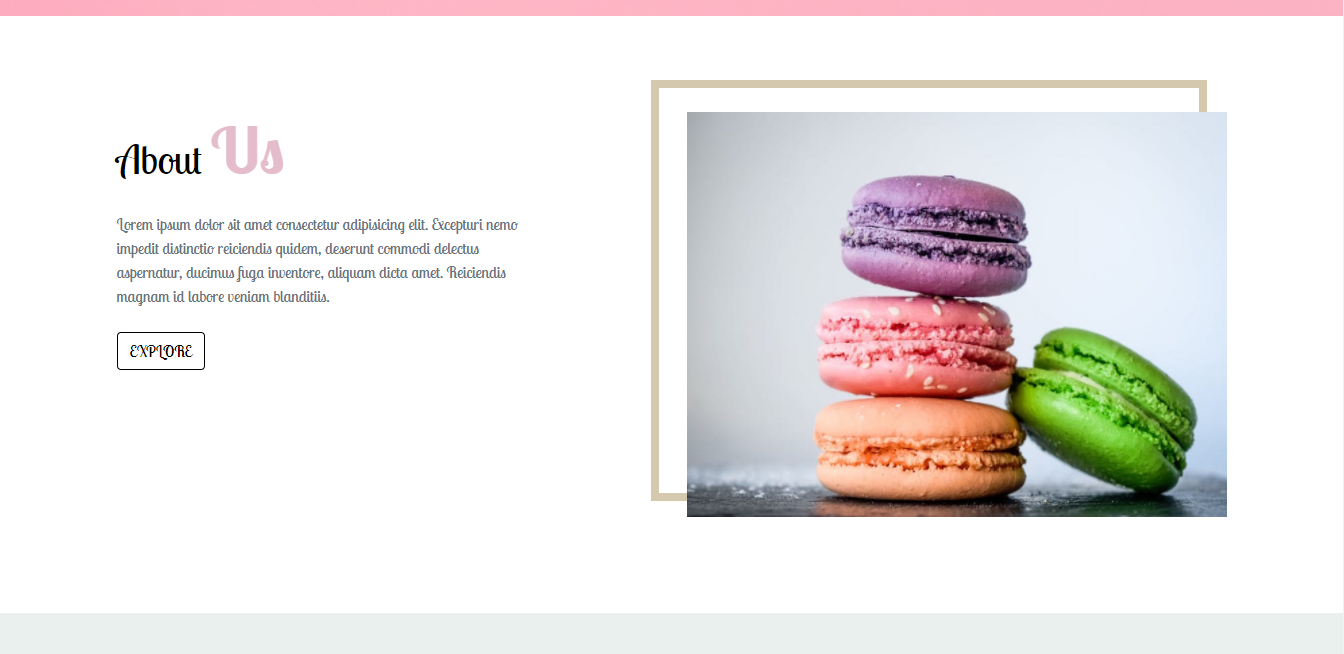 About Us
Lorem ipsum dolor sit amet consectetur adipisicing elit. Excepturi nemo
impedit distinctio reiciendis quidem, deserunt commodi delectus
aspernatur, ducimus fuga inventore, aliquam dicta amet. Reiciendis
magnam id labore veniam blanditiis.
EXPLORE